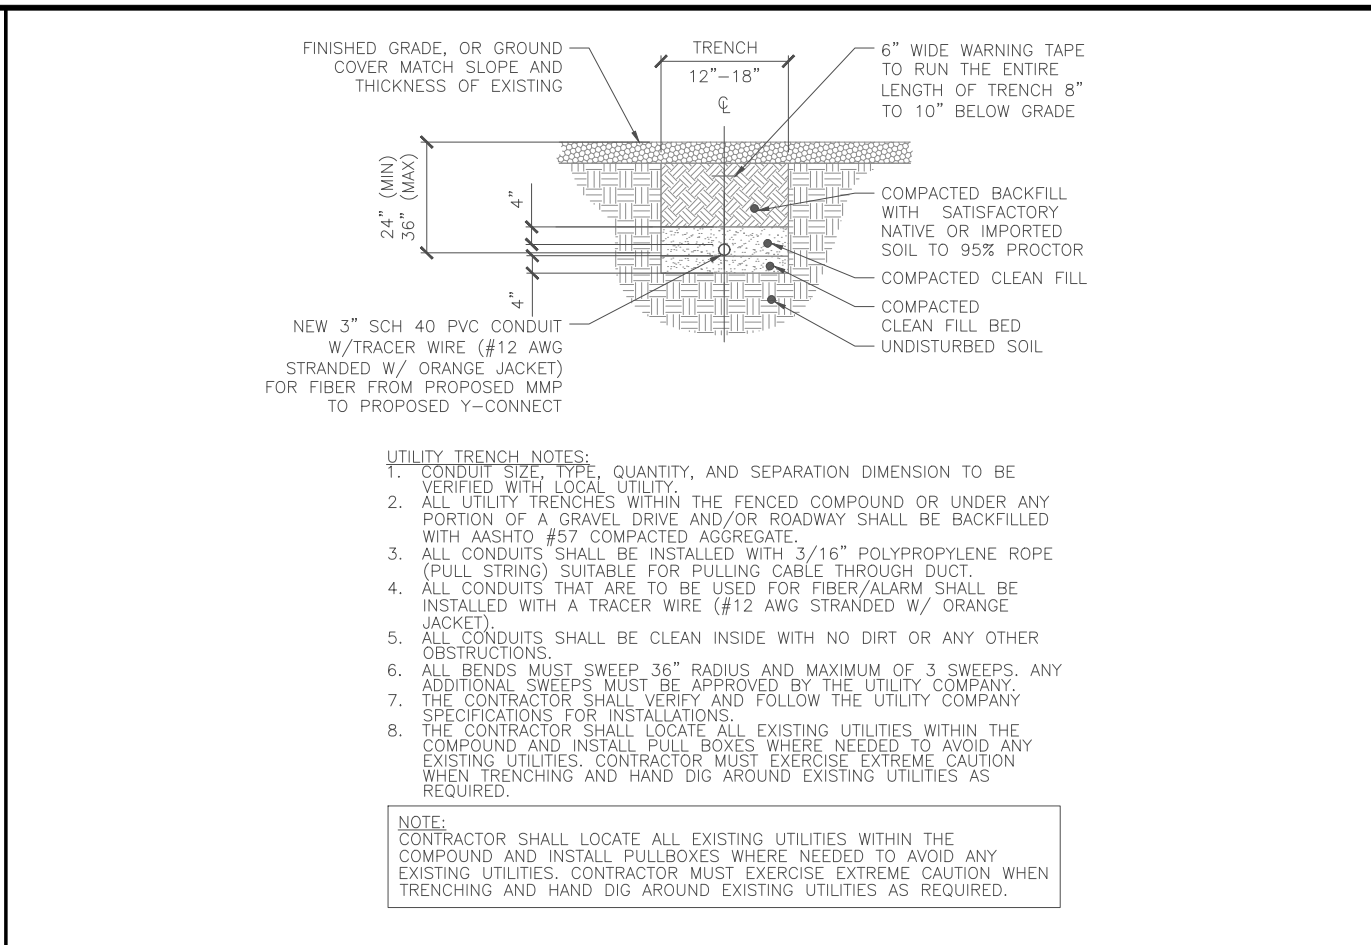 FINISHED GRADE, OR GROUND
COVER MATCH SLOPE AND
THICKNESS OF EXISTING
TRENCH
12"-18"
℄
6" WIDE WARNING TAPE
TO RUN THE ENTIRE
LENGTH OF TRENCH 8"
TO 10" BELOW GRADE
24" (MIN)
36" (MAX)
4"
4"
COMPACTED BACKFILL
WITH SATISFACTORY
NATIVE OR IMPORTED
SOIL TO 95% PROCTOR
COMPACTED CLEAN FILL
COMPACTED
CLEAN FILL BED
UNDISTURBED SOIL
NEW 3" SCH 40 PVC CONDUIT
W/TRACER WIRE (#12 AWG
STRANDED W/ ORANGE JACKET)
FOR FIBER FROM PROPOSED MMP
TO PROPOSED Y-CONNECT
UTILITY TRENCH NOTES:
1. CONDUIT SIZE, TYPE, QUANTITY, AND SEPARATION DIMENSION TO BE
VERIFIED WITH LOCAL UTILITY.
2. ALL UTILITY TRENCHES WITHIN THE FENCED COMPOUND OR UNDER ANY
PORTION OF A GRAVEL DRIVE AND/OR ROADWAY SHALL BE BACKFILLED
WITH AASHTO #57 COMPACTED AGGREGATE.
3. ALL CONDUITS SHALL BE INSTALLED WITH 3/16" POLYPROPYLENE ROPE
(PULL STRING) SUITABLE FOR PULLING CABLE THROUGH DUCT.
4. ALL CONDUITS THAT ARE TO BE USED FOR FIBER/ALARM SHALL BE
INSTALLED WITH A TRACER WIRE (#12 AWG STRANDED W/ ORANGE
JACKET).
5. ALL CONDUITS SHALL BE CLEAN INSIDE WITH NO DIRT OR ANY OTHER
OBSTRUCTIONS.
6. ALL BENDS MUST SWEEP 36" RADIUS AND MAXIMUM OF 3 SWEEPS. ANY
ADDITIONAL SWEEPS MUST BE APPROVED BY THE UTILITY COMPANY.
7. THE CONTRACTOR SHALL VERIFY AND FOLLOW THE UTILITY COMPANY
SPECIFICATIONS FOR INSTALLATIONS.
8. THE CONTRACTOR SHALL LOCATE ALL EXISTING UTILITIES WITHIN THE
COMPOUND AND INSTALL PULL BOXES WHERE NEEDED TO AVOID ANY
EXISTING UTILITIES. CONTRACTOR MUST EXERCISE EXTREME CAUTION
WHEN TRENCHING AND HAND DIG AROUND EXISTING UTILITIES AS
REQUIRED.
NOTE:
CONTRACTOR SHALL LOCATE ALL EXISTING UTILITIES WITHIN THE
COMPOUND AND INSTALL PULLBOXES WHERE NEEDED TO AVOID ANY
EXISTING UTILITIES. CONTRACTOR MUST EXERCISE EXTREME CAUTION WHEN
TRENCHING AND HAND DIG AROUND EXISTING UTILITIES AS REQUIRED.